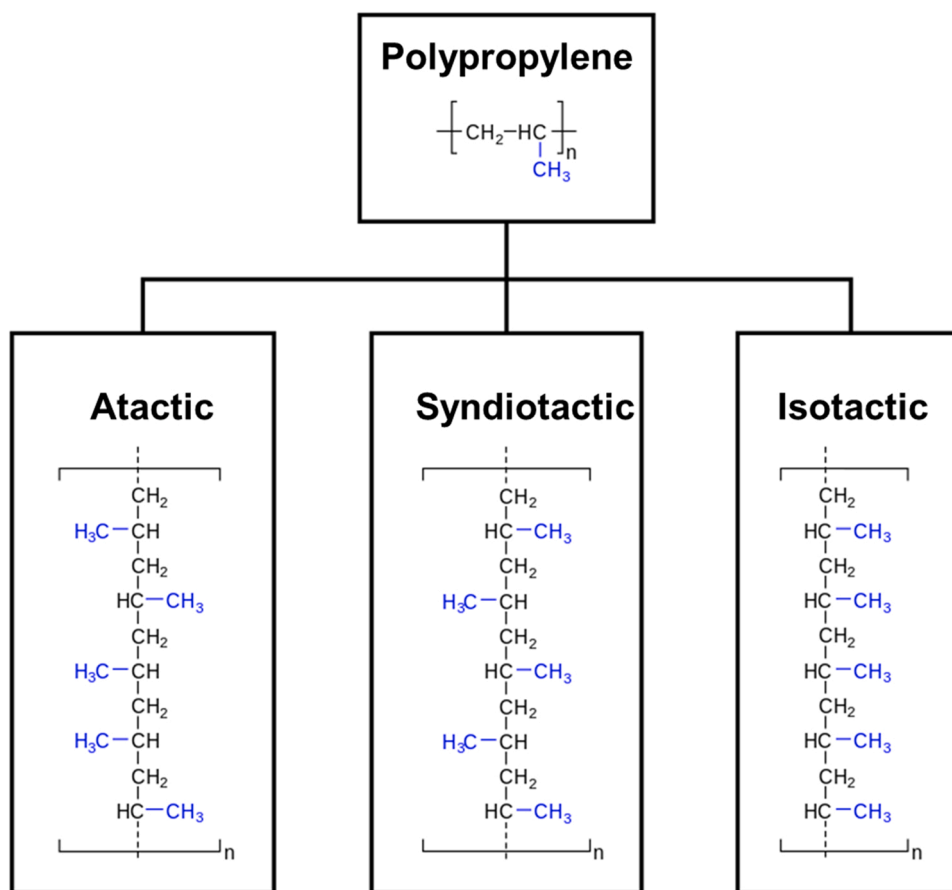 Polypropylene
CH₂–HC
n
CH₃
Atactic
CH₂
H₃C–CH
CH₂
HC–CH₃
CH₂
H₃C–CH
CH₂
H₃C–CH
CH₂
HC–CH₃
n
Syndiotactic
CH₂
HC–CH₃
CH₂
H₃C–CH
CH₂
HC–CH₃
CH₂
H₃C–CH
CH₂
HC–CH₃
n
Isotactic
CH₂
HC–CH₃
CH₂
HC–CH₃
CH₂
HC–CH₃
CH₂
HC–CH₃
CH₂
HC–CH₃
n